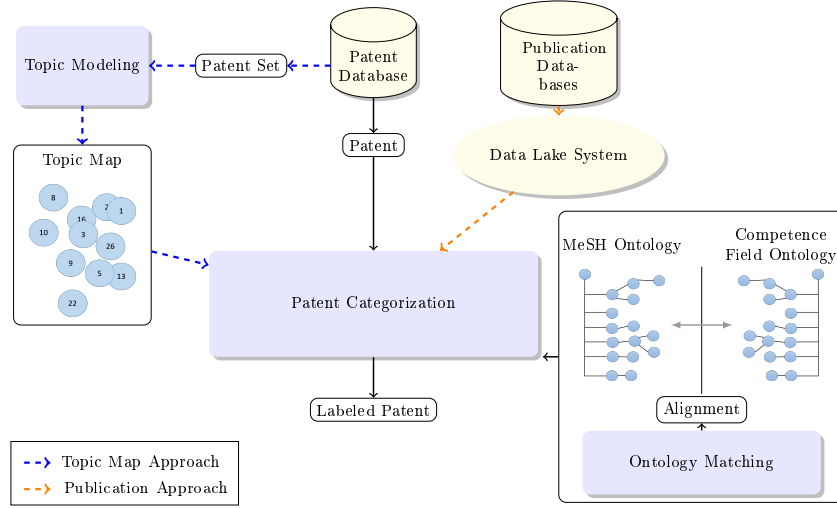 Topic Modeling
Patent Set
Patent
Database
Publication
Data-
bases
Patent
Data Lake System
Topic Map
8
2
1
16
10
3
26
9
5
13
22
MeSH Ontology
Competence
Field Ontology
Patent Categorization
Alignment
Labeled Patent
Ontology Matching
Topic Map Approach
Publication Approach